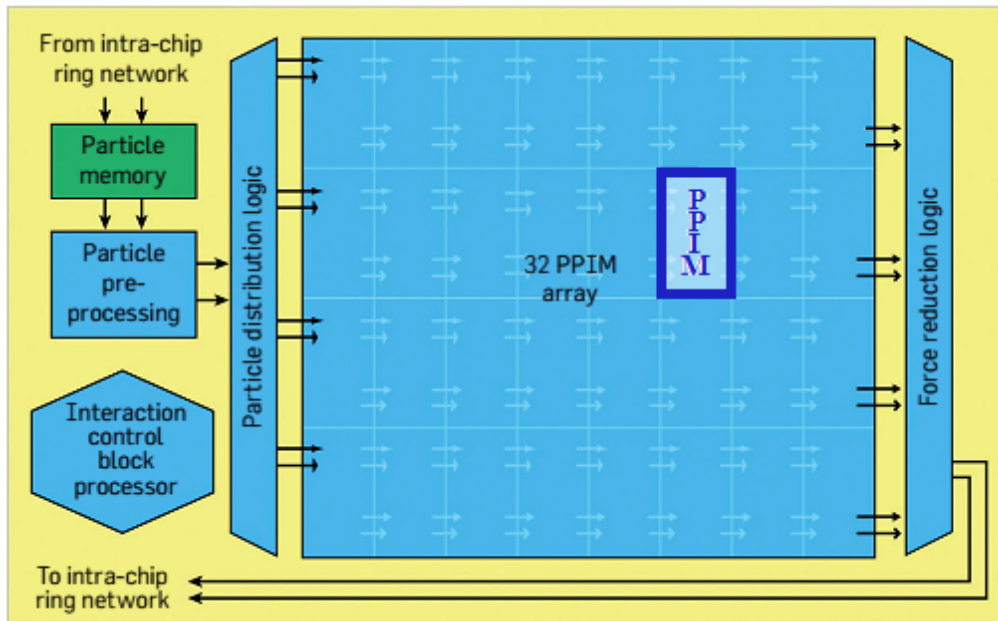 From intra-chip
ring network
Particle
memory
Particle
pre-
processing
Interaction
control
block
processor
To intra-chip
ring network
Particle distribution logic
32 PPIM
array
P
P
I
M
Force reduction logic